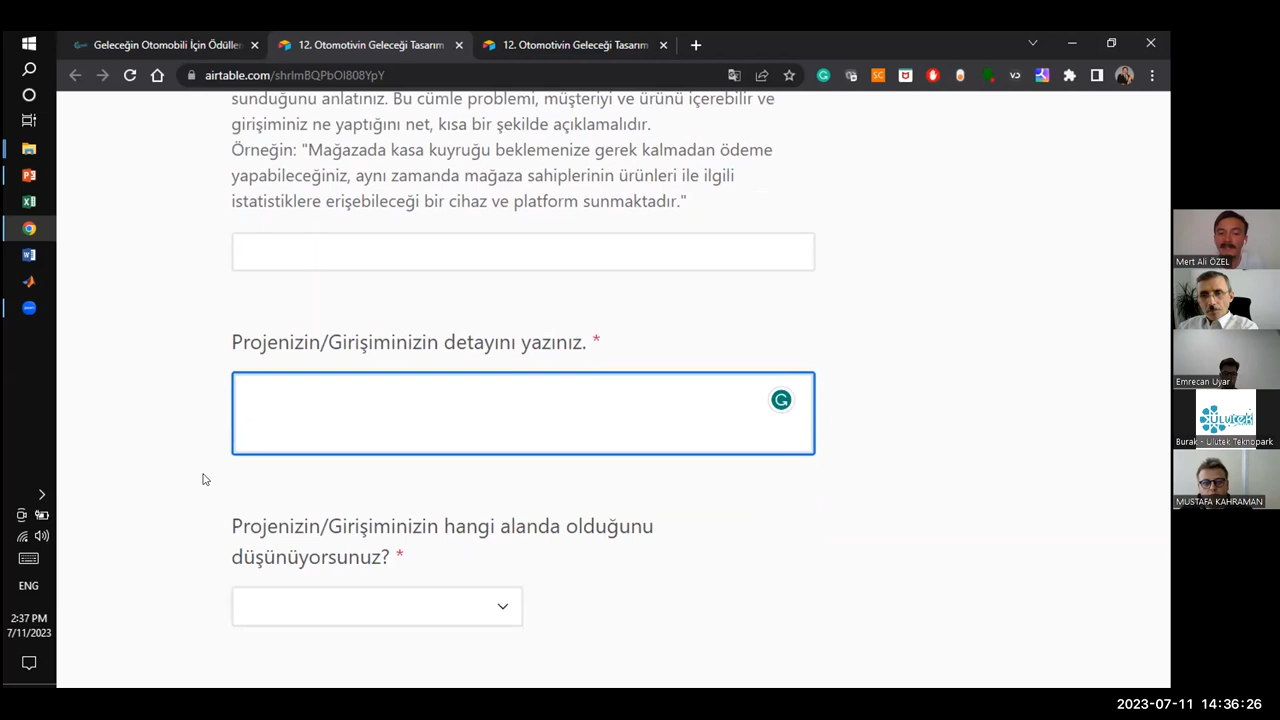 Geleceğin Otomobili İçin Ödüller
12. Otomotivin Geleceği Tasarım
12. Otomotivin Geleceği Tasarım
airtable.com/shrlmBQPbOl808YpY
sunduğunu anlatınız. Bu cümle problemi, müşteriyi ve ürünü içerebilir ve
girişiminiz ne yaptığını net, kısa bir şekilde açıklamalıdır.
Örneğin: "Mağazada kasa kuyruğu beklemenize gerek kalmadan ödeme
yapabileceğiniz, aynı zamanda mağaza sahiplerinin ürünleri ile ilgili
istatistiklere erişebileceği bir cihaz ve platform sunmaktadır."
Projenizin/Girişiminizin detayını yazınız. *
Projenizin/Girişiminizin hangi alanda olduğunu
düşünüyorsunuz? *
ENG
2:37 PM
7/11/2023
Mert Ali ÖZEL
Emrecan Uyar
ULUTEK
Burak - Ulutek Teknopark
MUSTAFA KAHRAMAN
2023-07-11 14:36:26